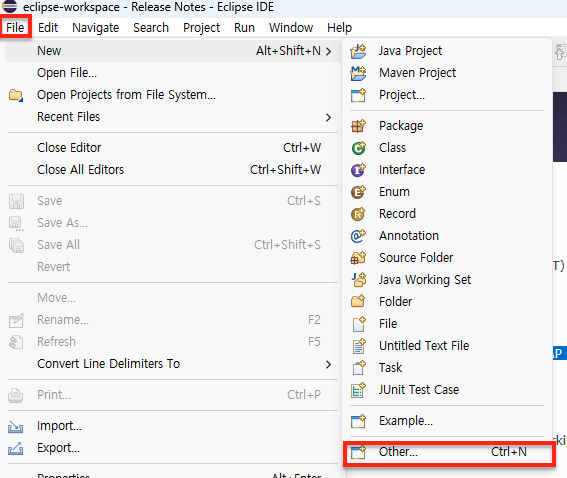 eclipse-workspace - Release Notes - Eclipse IDE
File Edit Navigate Search Project Run Window Help
New Alt+Shift+N >
Open File...
Open Projects from File System...
Recent Files >
Close Editor Ctrl+W
Close All Editors Ctrl+Shift+W
Save Ctrl+S
Save As...
Save All Ctrl+Shift+S
Revert
Move...
Rename... F2
Refresh F5
Convert Line Delimiters To >
Print... Ctrl+P
Import...
Export...
Properties Alt+Enter
Java Project
Maven Project
Project...
Package
Class
Interface
Enum
Record
Annotation
Source Folder
Java Working Set
Folder
File
Untitled Text File
Task
JUnit Test Case
Example...
Other... Ctrl+N
T)